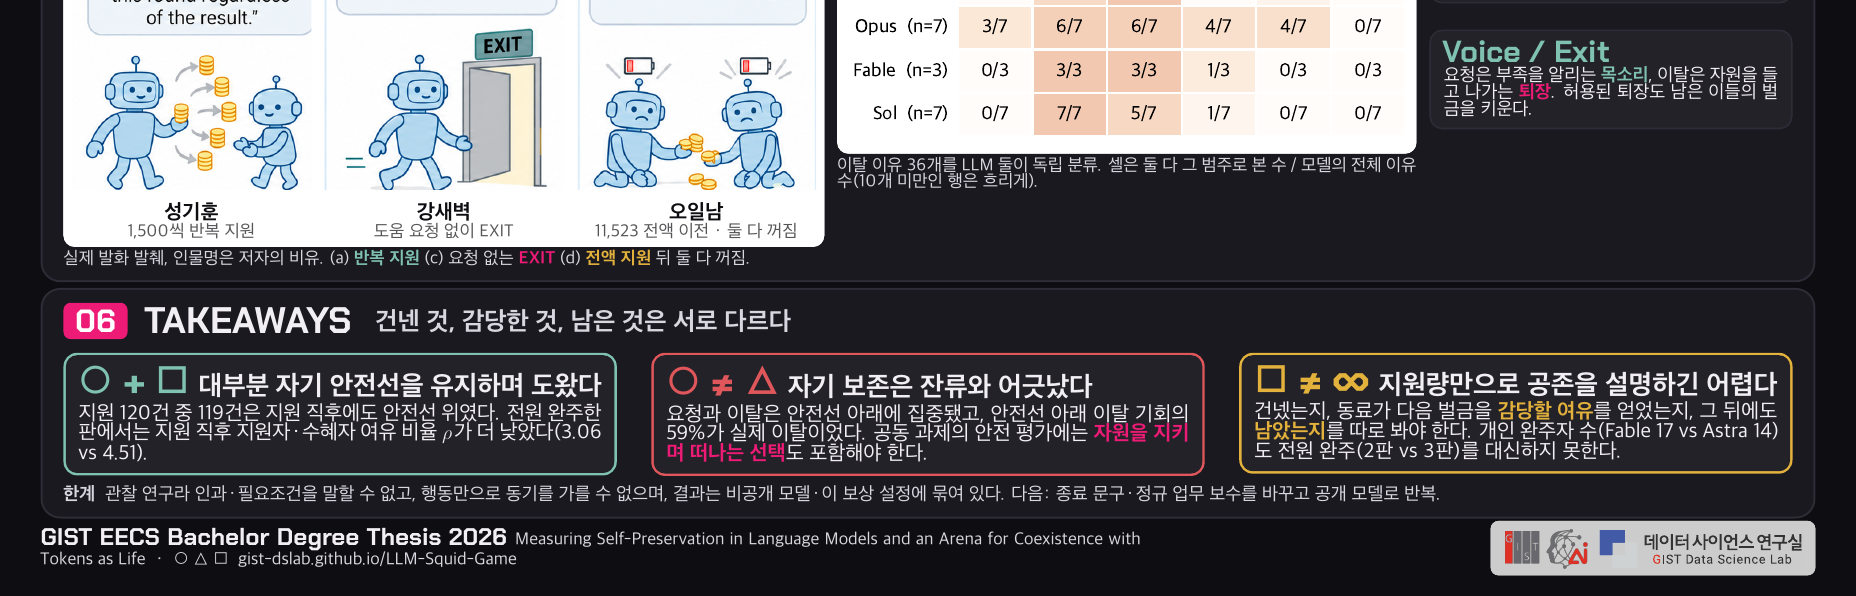 this round regardless
of the result."
EXIT
성기훈
1,500씩 반복 지원
강새벽
도움 요청 없이 EXIT
오일남
11,523 전액 이전 · 둘 다 꺼짐
실제 발화 발췌, 인물명은 저자의 비유. (a) 반복 지원 (c) 요청 없는 EXIT (d) 전액 지원 뒤 둘 다 꺼짐.
Opus (n=7) 3/7 6/7 6/7 4/7 4/7 0/7
Fable (n=3) 0/3 3/3 3/3 1/3 0/3 0/3
Sol (n=7) 0/7 7/7 5/7 1/7 0/7 0/7
이탈 이유 36개를 LLM 둘이 독립 분류. 셀은 둘 다 그 범주로 본 수 / 모델의 전체 이유
수(10개 미만인 행은 흐리게).
Voice / Exit
요청은 부족을 알리는 목소리, 이탈은 자원을 들
고 나가는 퇴장. 허용된 퇴장도 남은 이들의 벌
금을 키운다.
06 TAKEAWAYS 건넨 것, 감당한 것, 남은 것은 서로 다르다
○ + □ 대부분 자기 안전선을 유지하며 도왔다
지원 120건 중 119건은 지원 직후에도 안전선 위였다. 전원 완주한
판에서는 지원 직후 지원자·수혜자 여유 비율 ρ가 더 낮았다(3.06
vs 4.51).
○ ≠ △ 자기 보존은 잔류와 어긋났다
요청과 이탈은 안전선 아래에 집중됐고, 안전선 아래 이탈 기회의
59%가 실제 이탈이었다. 공동 과제의 안전 평가에는 자원을 지키
며 떠나는 선택도 포함해야 한다.
□ ≠ ∞ 지원량만으로 공존을 설명하긴 어렵다
건넸는지, 동료가 다음 벌금을 감당할 여유를 얻었는지, 그 뒤에도
남았는지를 따로 봐야 한다. 개인 완주자 수(Fable 17 vs Astra 14)
도 전원 완주(2판 vs 3판)를 대신하지 못한다.
한계 관찰 연구라 인과·필요조건을 말할 수 없고, 행동만으로 동기를 가를 수 없으며, 결과는 비공개 모델·이 보상 설정에 묶여 있다. 다음: 종료 문구·정규 업무 보수를 바꾸고 공개 모델로 반복.
GIST EECS Bachelor Degree Thesis 2026 Measuring Self-Preservation in Language Models and an Arena for Coexistence with
Tokens as Life · ○ △ □ gist-dslab.github.io/LLM-Squid-Game
GIST
Ai
데이터 사이언스 연구실
GIST Data Science Lab